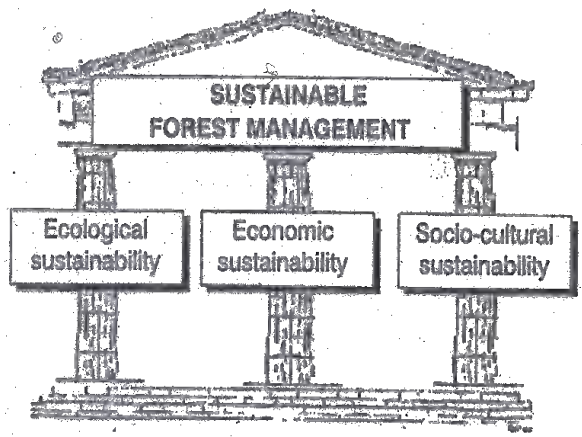 SUSTAINABLE
FOREST MANAGEMENT
Ecological
sustainability
Economic
sustainability
Socio-cultural
sustainability